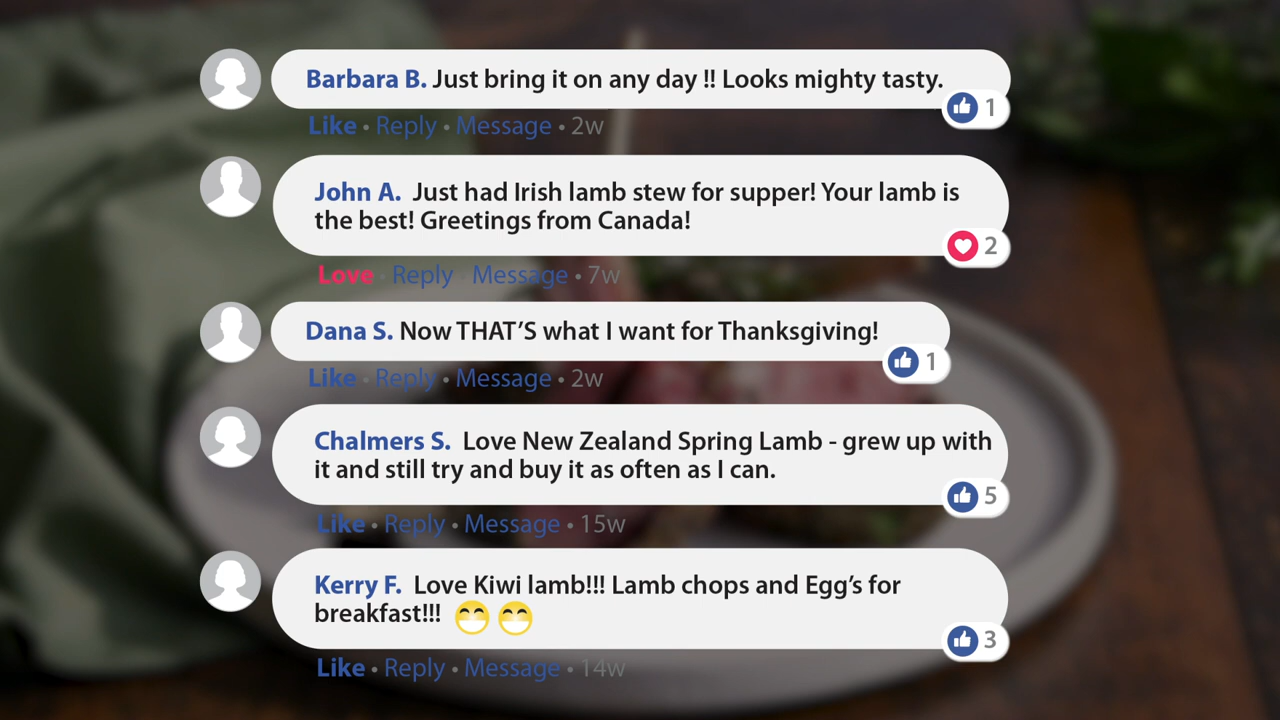 Barbara B. Just bring it on any day !! Looks mighty tasty.
1
Like • Reply • Message • 2w
John A. Just had Irish lamb stew for supper! Your lamb is
the best! Greetings from Canada!
2
Love • Reply • Message • 7w
Dana S. Now THAT'S what I want for Thanksgiving!
1
Like • Reply • Message • 2w
Chalmers S. Love New Zealand Spring Lamb - grew up with
it and still try and buy it as often as I can.
5
Like • Reply • Message • 15w
Kerry F. Love Kiwi lamb!!! Lamb chops and Egg's for
breakfast!!! 😁 😁
3
Like • Reply • Message • 14w